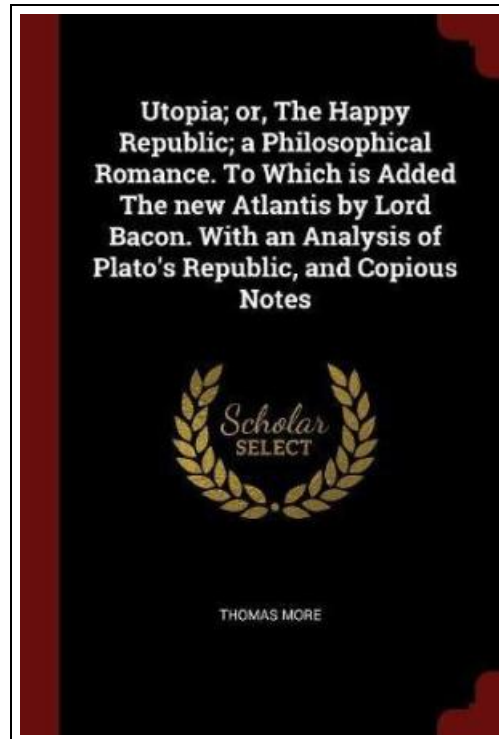 Utopia; or, The Happy
Republic; a Philosophical
Romance. To Which is Added
The new Atlantis by Lord
Bacon. With an Analysis of
Plato's Republic, and Copious
Notes
Scholar
SELECT
THOMAS MORE